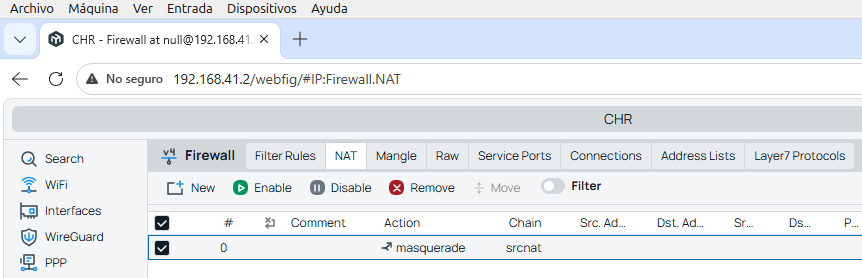 Archivo Máquina Ver Entrada Dispositivos Ayuda
CHR - Firewall at null@192.168.41.
No seguro 192.168.41.2/webfig/#IP:Firewall.NAT
CHR
Search
WiFi
Interfaces
WireGuard
PPP
v4 Firewall Filter Rules NAT Mangle Raw Service Ports Connections Address Lists Layer7 Protocols
New Enable Disable Remove Move Filter
# Comment Action Chain Src. Ad... Dst. Ad... Sr... Ds... P...
0 masquerade srcnat